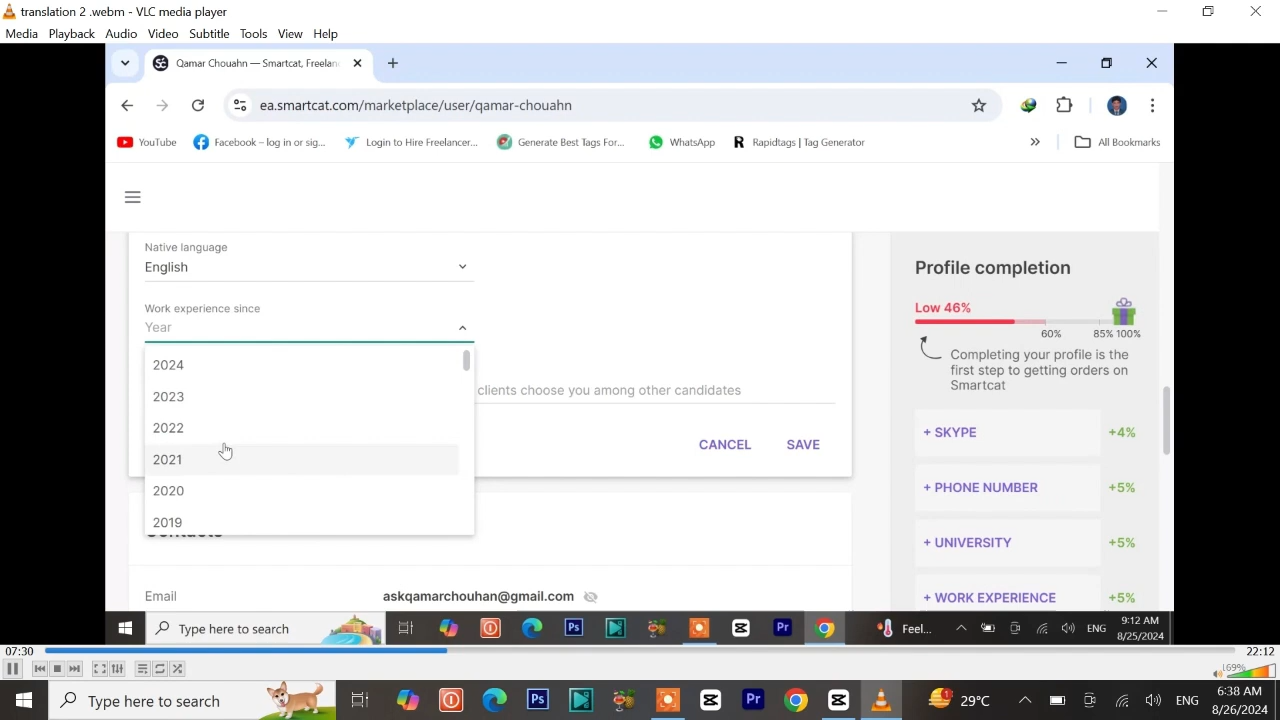 translation 2 .webm - VLC media player
Media Playback Audio Video Subtitle Tools View Help
Qamar Chouahn — Smartcat, Freelan
ea.smartcat.com/marketplace/user/qamar-chouahn
YouTube Facebook – log in or sig... Login to Hire Freelancer... Generate Best Tags For... WhatsApp Rapidtags | Tag Generator » All Bookmarks
Native language
English
Work experience since
Year
2024
2023
2022
2021
2020
2019
clients choose you among other candidates
CANCEL SAVE
Contacts
Email askqamarchouhan@gmail.com
Profile completion
Low 46%
60% 85% 100%
Completing your profile is the
first step to getting orders on
Smartcat
+ SKYPE +4%
+ PHONE NUMBER +5%
+ UNIVERSITY +5%
+ WORK EXPERIENCE +5%
Type here to search Feel... ENG 9:12 AM
8/25/2024
07:30 22:12
169%
Type here to search 29°C ENG 6:38 AM
8/26/2024